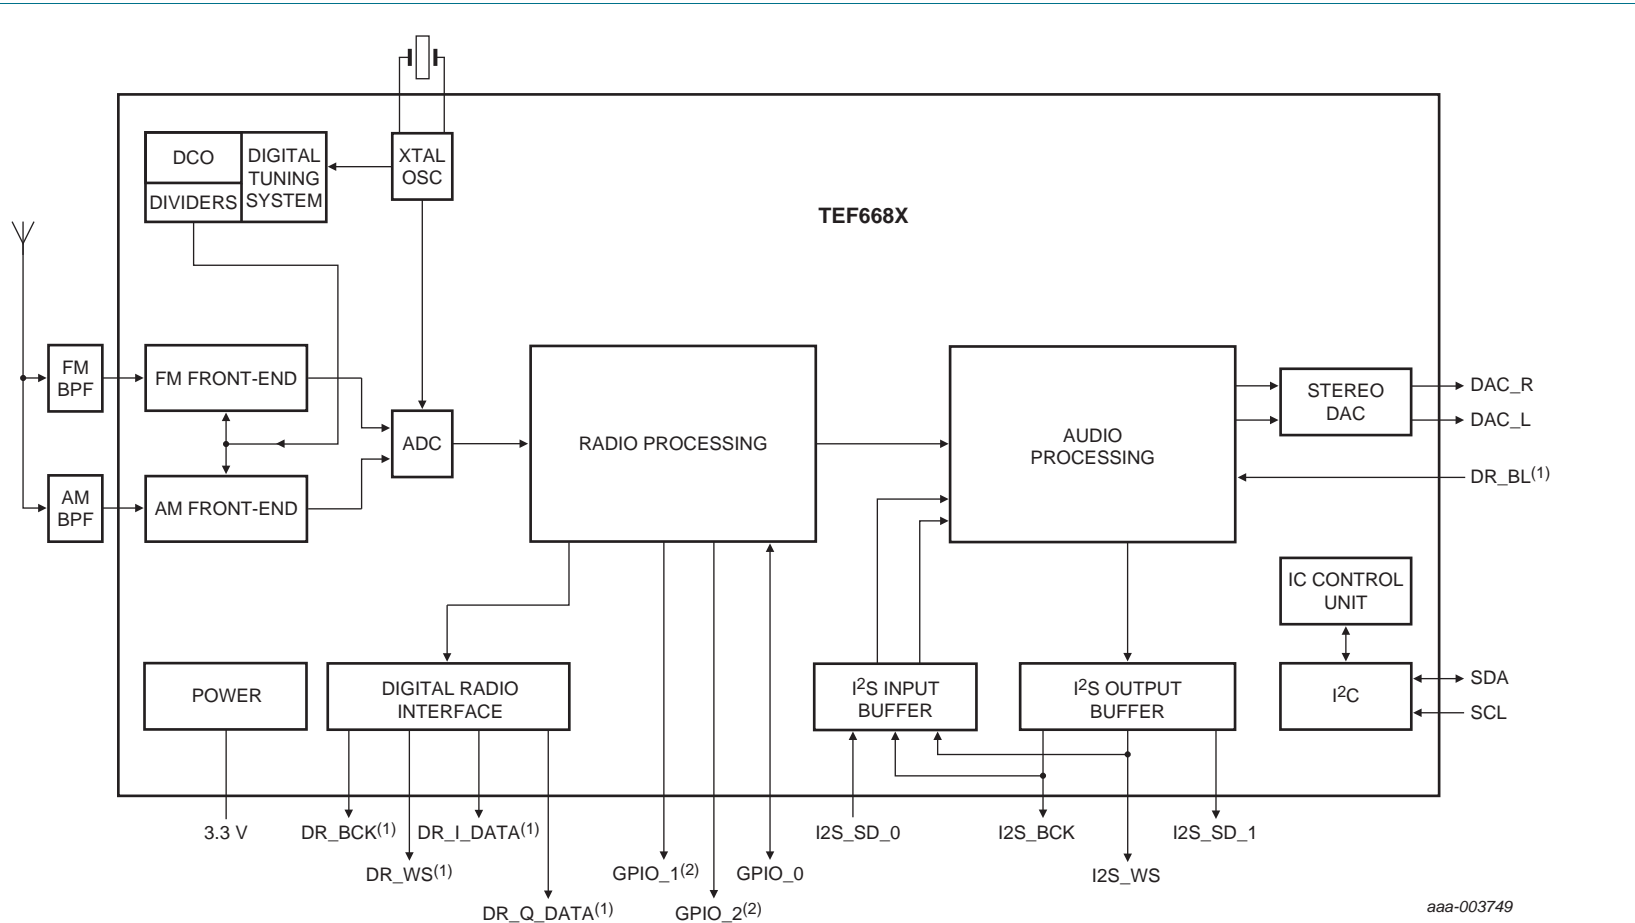 DCO
DIVIDERS
DIGITAL
TUNING
SYSTEM
XTAL
OSC
TEF668X
FM
BPF
FM FRONT-END
ADC
RADIO PROCESSING
AUDIO
PROCESSING
STEREO
DAC
DAC_R
DAC_L
DR_BL(1)
AM
BPF
AM FRONT-END
IC CONTROL
UNIT
POWER
DIGITAL RADIO
INTERFACE
I2S INPUT
BUFFER
I2S OUTPUT
BUFFER
I2C
SDA
SCL
3.3 V
DR_BCK(1)
DR_I_DATA(1)
I2S_SD_0
I2S_BCK
I2S_SD_1
DR_WS(1)
GPIO_1(2)
GPIO_0
I2S_WS
DR_Q_DATA(1)
GPIO_2(2)
aaa-003749